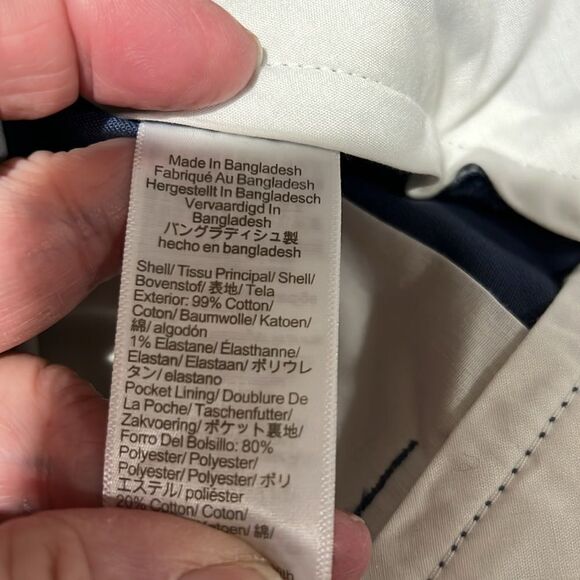 Made In Bangladesh
Fabriqué Au Bangladesh
Hergestellt In Bangladesch
Vervaardigd In
Bangladesh
バングラディシュ製
hecho en bangladesh
Shell/ Tissu Principal/ Shell/
Bovenstof/ 表地/ Tela
Exterior: 99% Cotton/
Coton/ Baumwolle/ Katoen/
綿/ algodón
1% Elastane/ Élasthanne/
Elastan/ Elastaan/ ポリウレ
タン/ elastano
Pocket Lining/ Doublure De
La Poche/ Taschenfutter/
Zakvoering/ ポケット裏地/
Forro Del Bolsillo: 80%
Polyester/ Polyester/
Polyester/ Polyester/ ポリ
エステル/ poliéster
20% Cotton/ Coton/
綿/